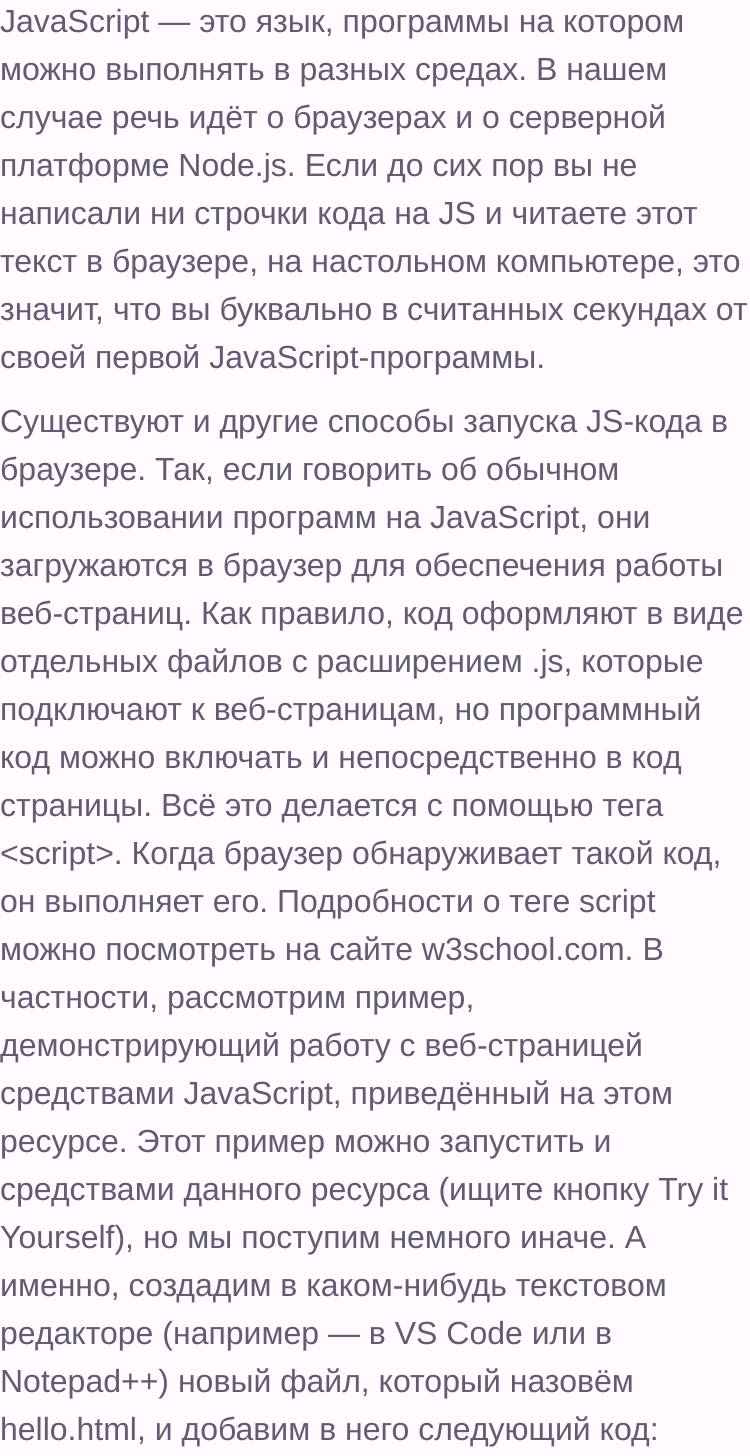 JavaScript — это язык, программы на котором
можно выполнять в разных средах. В нашем
случае речь идёт о браузерах и о серверной
платформе Node.js. Если до сих пор вы не
написали ни строчки кода на JS и читаете этот
текст в браузере, на настольном компьютере, это
значит, что вы буквально в считанных секундах от
своей первой JavaScript-программы.
Существуют и другие способы запуска JS-кода в
браузере. Так, если говорить об обычном
использовании программ на JavaScript, они
загружаются в браузер для обеспечения работы
веб-страниц. Как правило, код оформляют в виде
отдельных файлов с расширением .js, которые
подключают к веб-страницам, но программный
код можно включать и непосредственно в код
страницы. Всё это делается с помощью тега
<script>. Когда браузер обнаруживает такой код,
он выполняет его. Подробности о теге script
можно посмотреть на сайте w3school.com. В
частности, рассмотрим пример,
демонстрирующий работу с веб-страницей
средствами JavaScript, приведённый на этом
ресурсе. Этот пример можно запустить и
средствами данного ресурса (ищите кнопку Try it
Yourself), но мы поступим немного иначе. А
именно, создадим в каком-нибудь текстовом
редакторе (например — в VS Code или в
Notepad++) новый файл, который назовём
hello.html, и добавим в него следующий код: